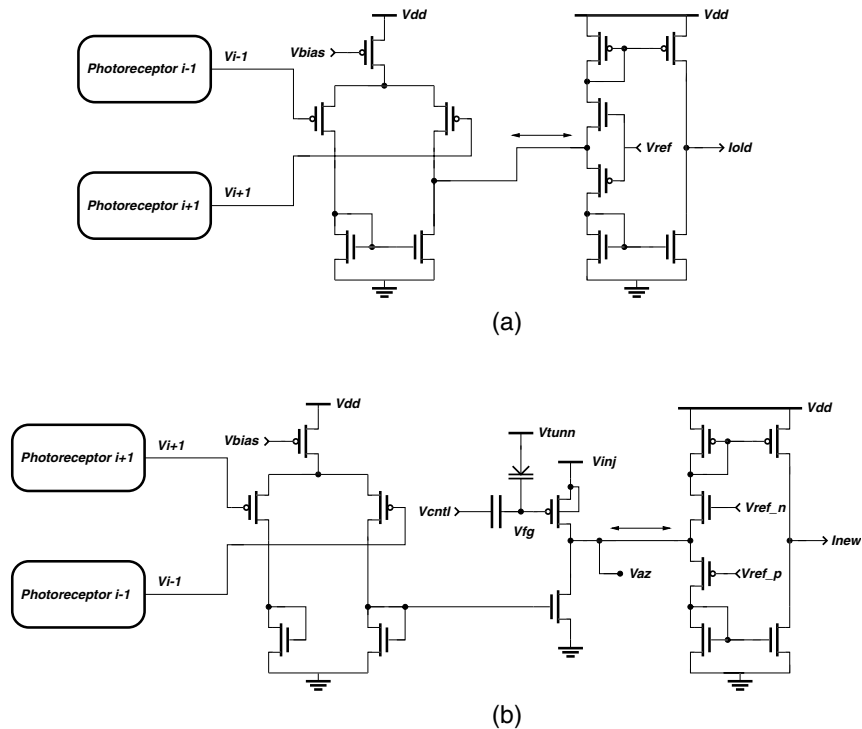 Vdd
Vdd
Vbias
Photoreceptor i-1
Vi-1
Vref
Iold
Photoreceptor i+1
Vi+1
(a)
Vdd
Vdd
Vbias
Vtunn
Vinj
Photoreceptor i+1
Vi+1
Vcntl
Vfg
Vref_n
Inew
Vaz
Vref_p
Photoreceptor i-1
Vi-1
(b)